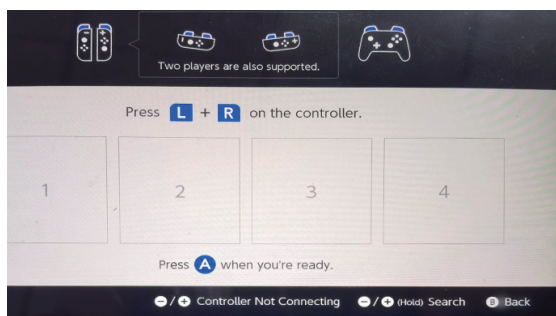 Two players are also supported.
Press L + R on the controller.
1 2 3 4
Press A when you're ready.
-/+ Controller Not Connecting -/+ (Hold) Search B Back